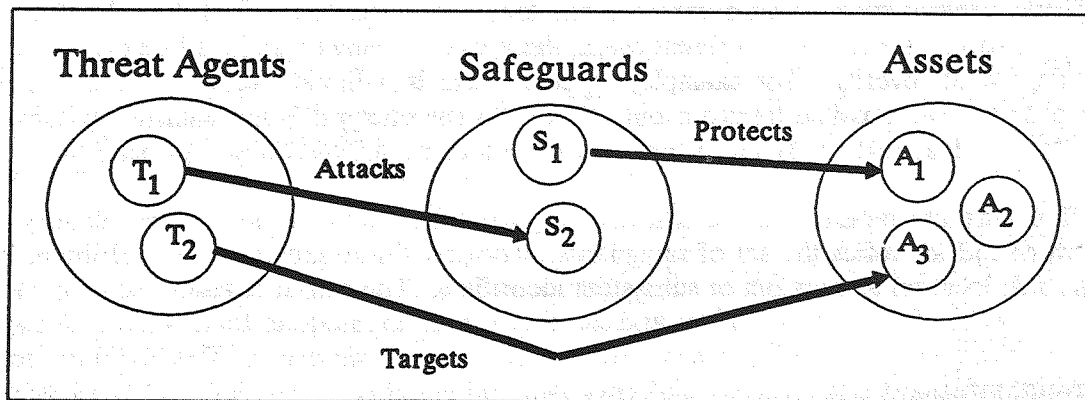 Threat Agents
Safeguards
Assets
T1
T2
Attacks
S1
S2
Protects
A1
A2
A3
Targets